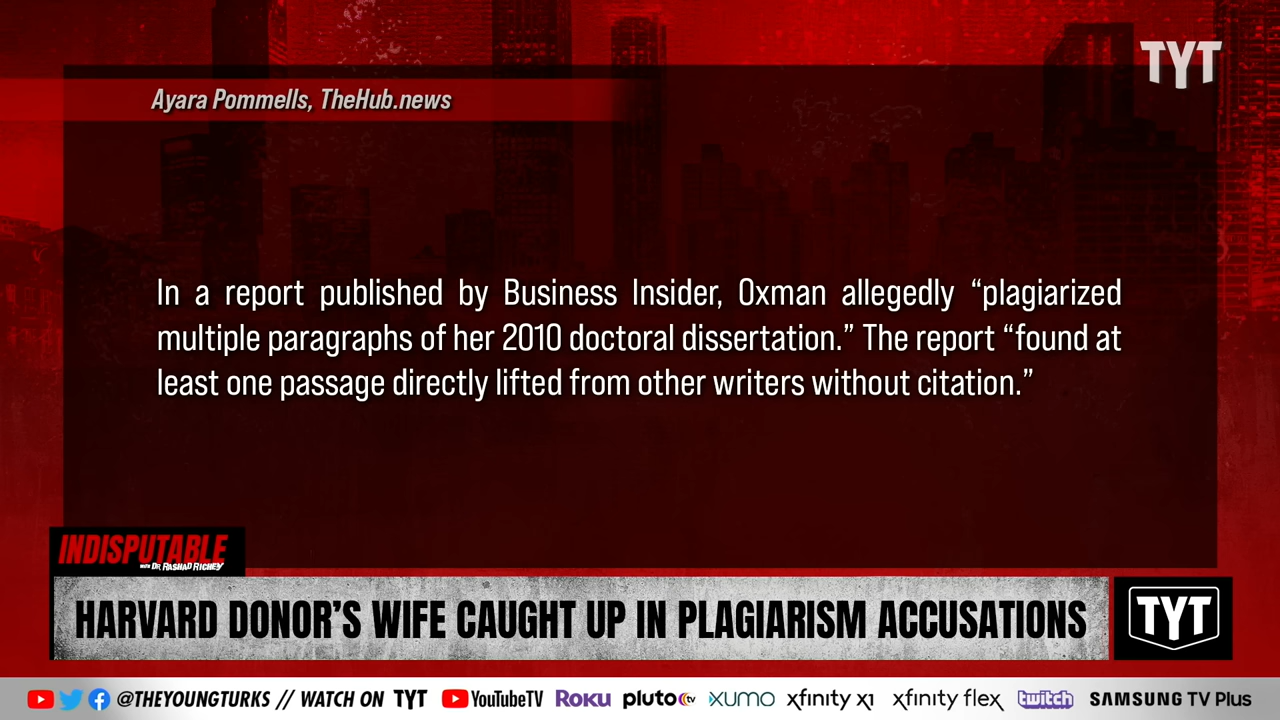 TYT
Ayara Pommells, TheHub.news
In a report published by Business Insider, Oxman allegedly “plagiarized
multiple paragraphs of her 2010 doctoral dissertation.” The report “found at
least one passage directly lifted from other writers without citation.”
INDISPUTABLE
WITH DR. RASHAD RICHEY
HARVARD DONOR’S WIFE CAUGHT UP IN PLAGIARISM ACCUSATIONS
TYT
@THEYOUNGTURKS // WATCH ON TYT YouTubeTV ROKU pluto tv XUMO xfinity x1 xfinity flex twitch SAMSUNG TV Plus